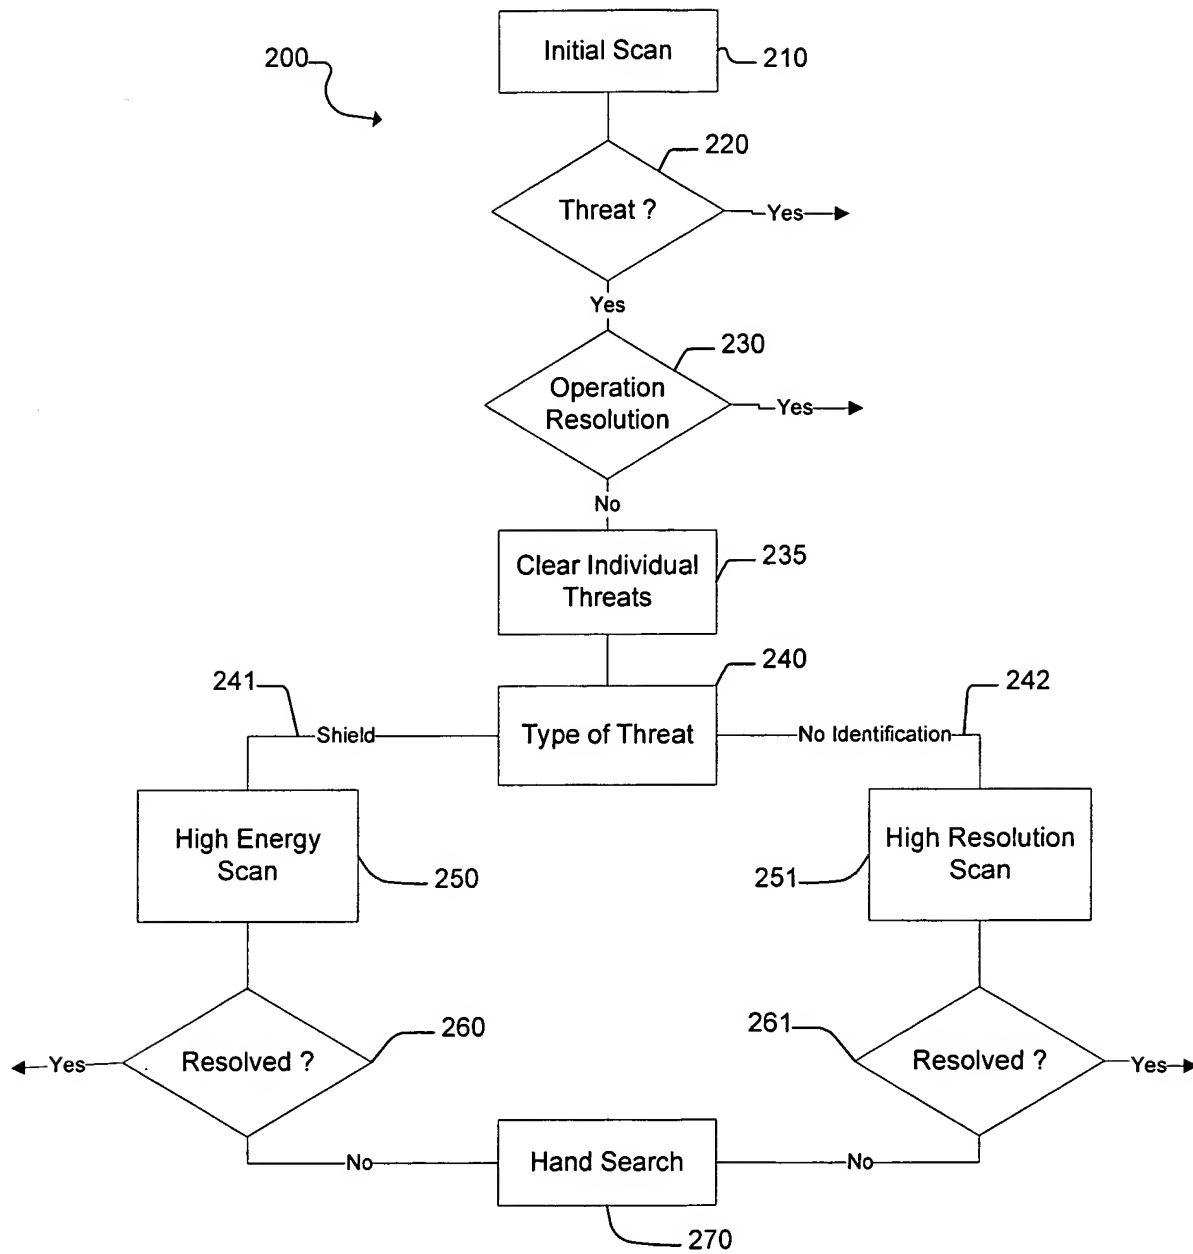 Initial Scan
200
210
220
Threat ?
Yes
Yes
230
Operation
Resolution
Yes
No
Clear Individual
Threats
235
240
241
242
Shield
Type of Threat
No Identification
High Energy
Scan
250
High Resolution
Scan
251
260
261
Yes
Resolved ?
Resolved ?
Yes
No
Hand Search
No
270